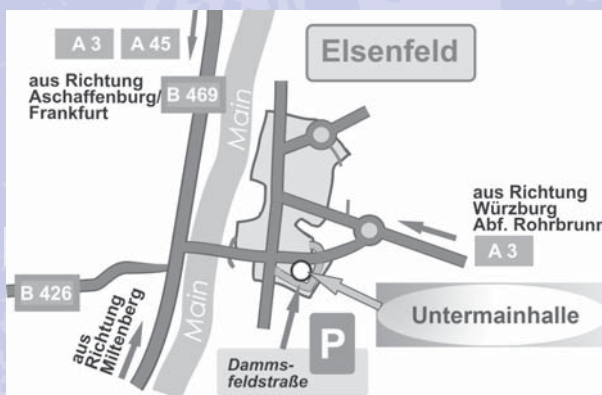 A 3
A 45
Elsenfeld
aus Richtung
Aschaffenburg/
Frankfurt
B 469
Main
aus Richtung
Würzburg
Abf. Rohrbrunn
A 3
B 426
Main
aus
Richtung
Miltenberg
Untermainhalle
P
Damms-
feldstraße